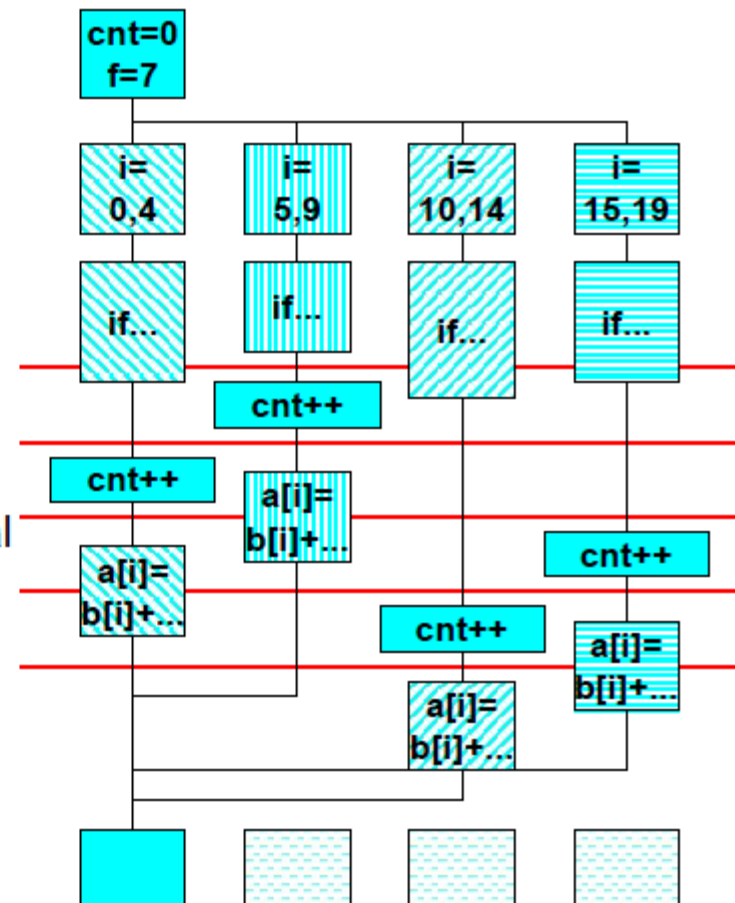 cnt=0
f=7
i=
0,4
i=
5,9
i=
10,14
i=
15,19
if...
if...
if...
if...
cnt++
cnt++
a[i]=
b[i]+...
al
cnt++
a[i]=
b[i]+...
cnt++
a[i]=
b[i]+...
a[i]=
b[i]+...